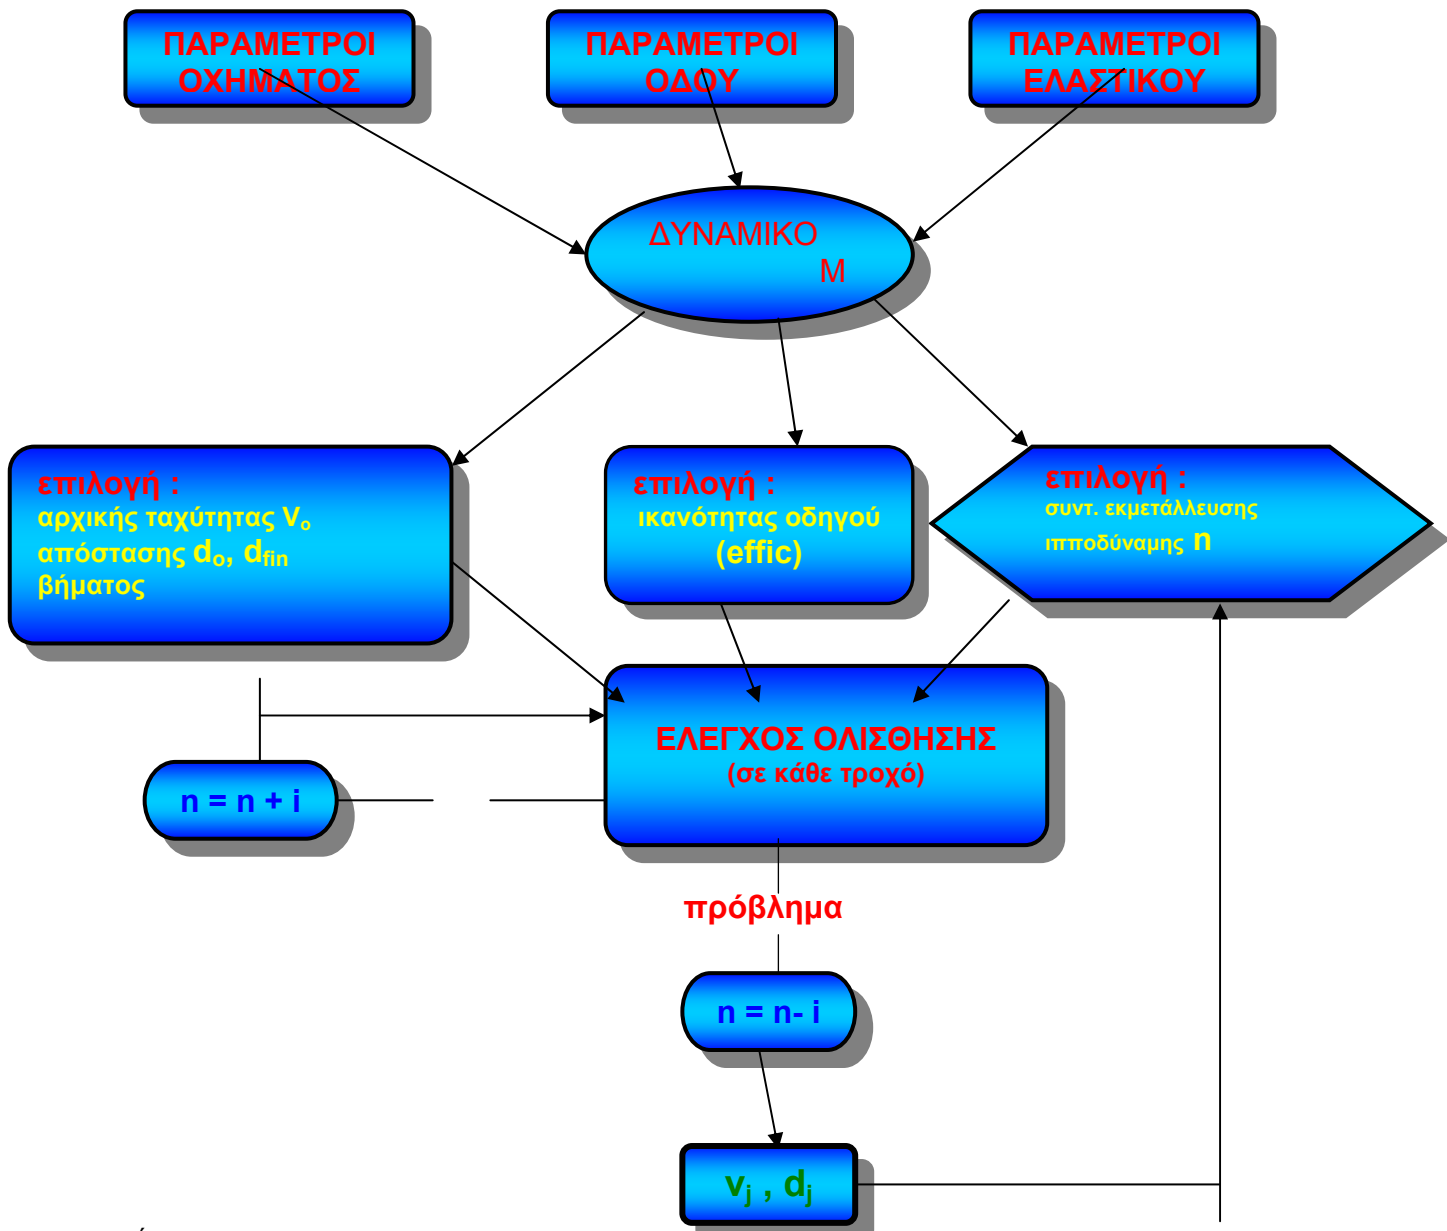 ΠΑΡΑΜΕΤΡΟΙ
ΟΧΗΜΑΤΟΣ
ΠΑΡΑΜΕΤΡΟΙ
ΟΔΟΥ
ΠΑΡΑΜΕΤΡΟΙ
ΕΛΑΣΤΙΚΟΥ
ΔΥΝΑΜΙΚΟ
Μ
επιλογή :
αρχικής ταχύτητας Vo
απόστασης do, dfin
βήματος
επιλογή :
ικανότητας οδηγού
(effic)
επιλογή :
συντ. εκμετάλλευσης
ιπποδύναμης n
ΕΛΕΓΧΟΣ ΟΛΙΣΘΗΣΗΣ
(σε κάθε τροχό)
n = n + i
πρόβλημα
n = n- i
vj , dj